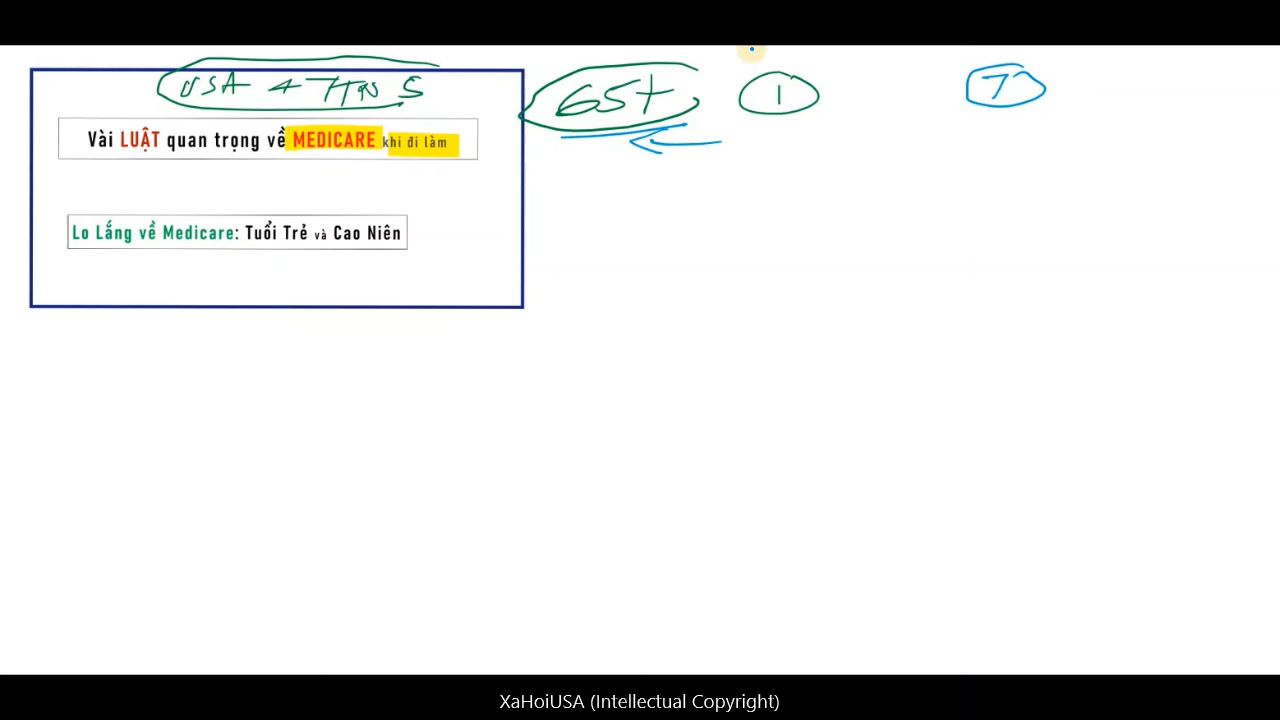 USA
65+ 1 7
Vài LUẬT quan trọng về MEDICARE khi đi làm
Lo Lắng về Medicare: Tuổi Trẻ và Cao Niên
XaHoiUSA (Intellectual Copyright)